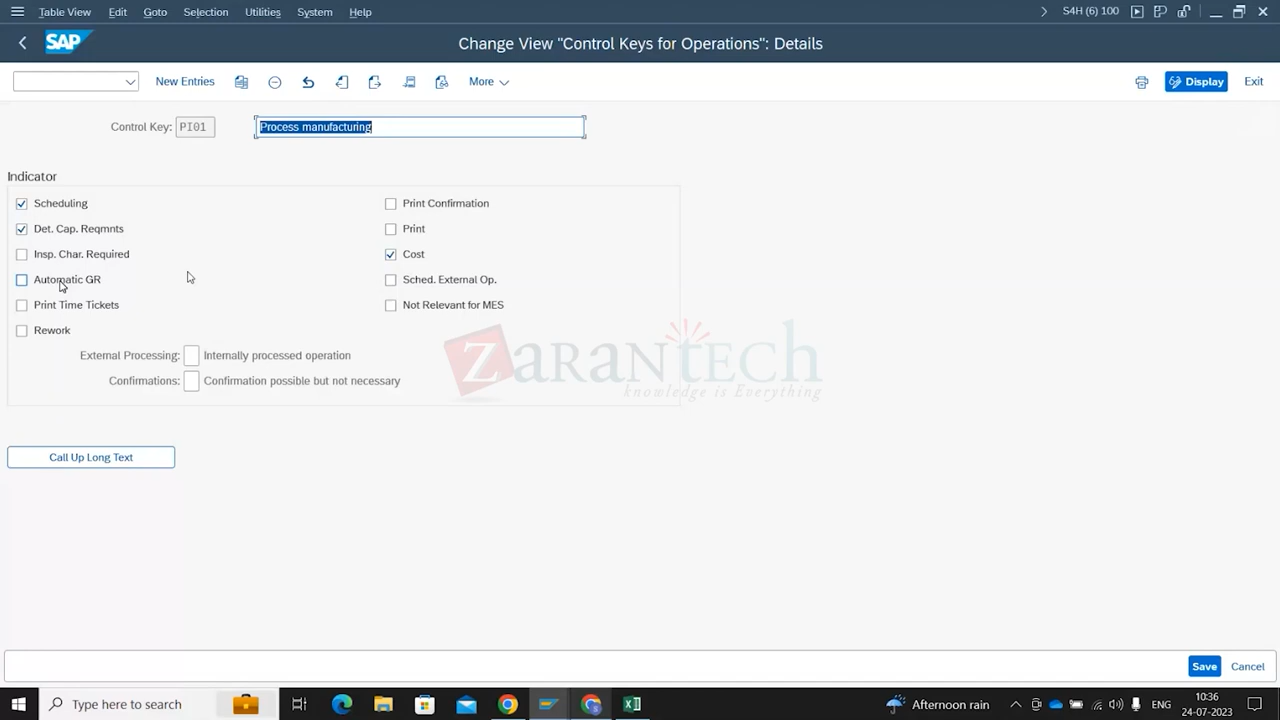 Table View Edit Goto Selection Utilities System Help S4H (6) 100
SAP Change View "Control Keys for Operations": Details
New Entries More Display Exit
Control Key: PI01 Process manufacturing
Indicator
Scheduling Print Confirmation
Det. Cap. Reqmnts Print
Insp. Char. Required Cost
Automatic GR Sched. External Op.
Print Time Tickets Not Relevant for MES
Rework
External Processing: Internally processed operation
Confirmations: Confirmation possible but not necessary
zarantech
knowledge is Everything
Call Up Long Text
Save Cancel
Type here to search Afternoon rain ENG 10:36
24-07-2023